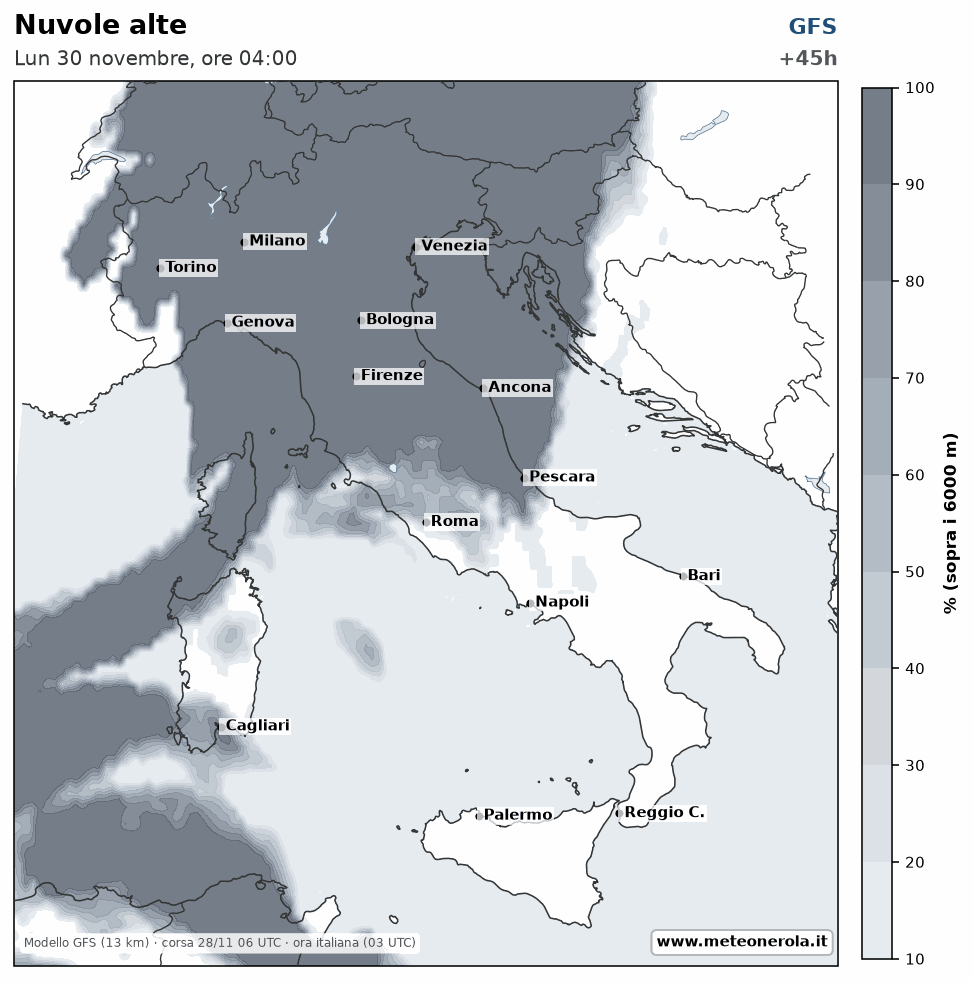 Nuvole alte
GFS
Lun 30 novembre, ore 04:00
+45h
100
90
80
70
60
50
40
30
20
10
% (sopra i 6000 m)
Milano
Venezia
Torino
Genova
Bologna
Firenze
Ancona
Pescara
Roma
Bari
Napoli
Cagliari
Palermo
Reggio C.
Modello GFS (13 km) · corsa 28/11 06 UTC · ora italiana (03 UTC)
www.meteonerola.it